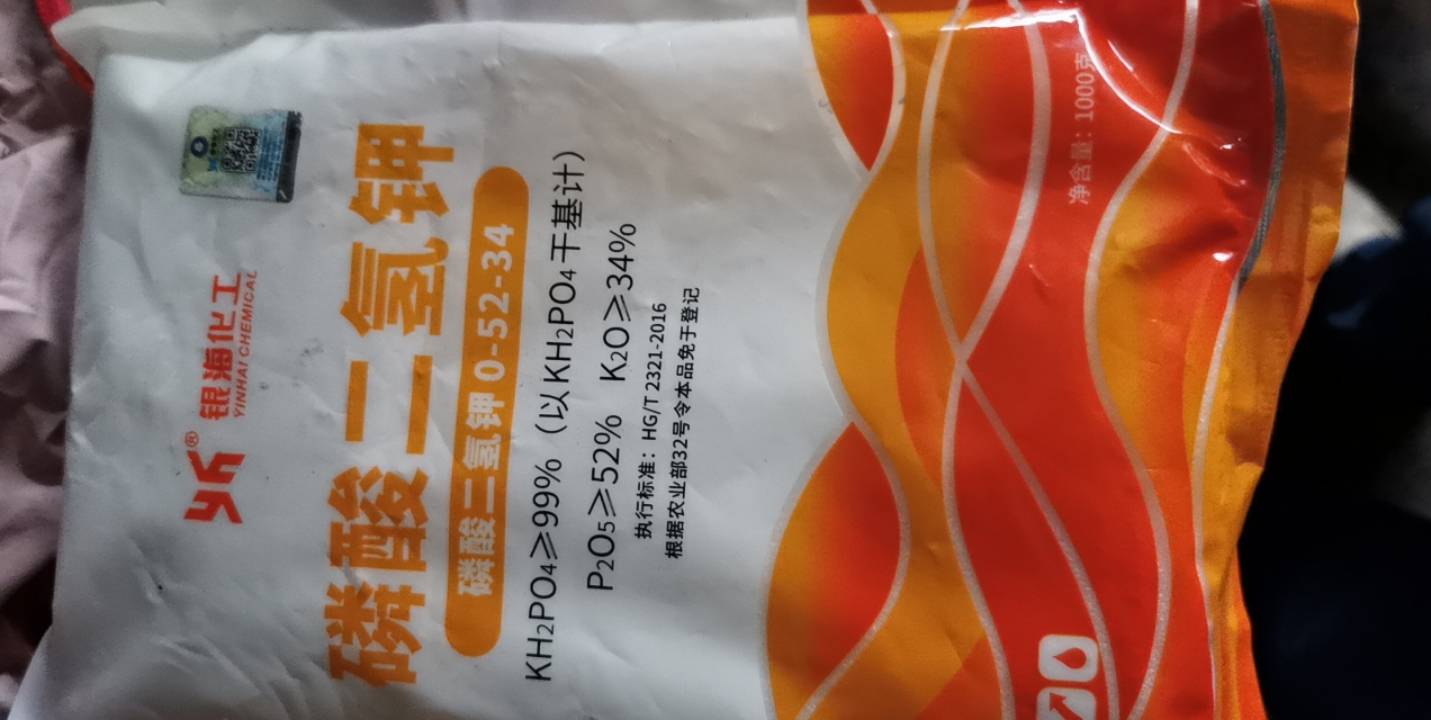 银海化工
YINHAI CHEMICAL
®
磷酸二氢钾
磷酸二氢钾 0-52-34
KH₂PO₄≥99%（以KH₂PO₄干基计）
P₂O₅≥52% K₂O≥34%
执行标准：HG/T 2321-2016
根据农业部32号令本品免于登记
净含量：1000克